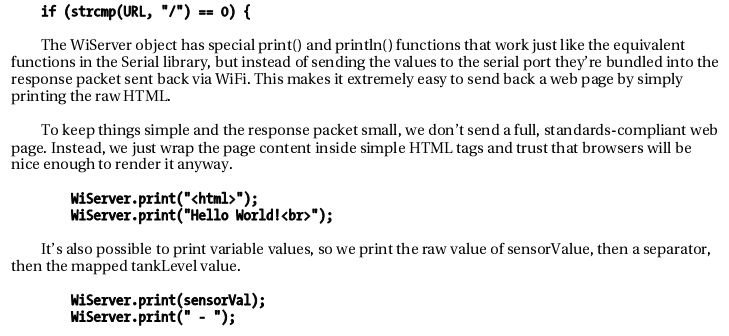 if (strcmp(URL, "/") == 0) {
The WiServer object has special print() and println() functions that work just like the equivalent
functions in the Serial library, but instead of sending the values to the serial port they're bundled into the
response packet sent back via WiFi. This makes it extremely easy to send back a web page by simply
printing the raw HTML.
To keep things simple and the response packet small, we don't send a full, standards-compliant web
page. Instead, we just wrap the page content inside simple HTML tags and trust that browsers will be
nice enough to render it anyway.
WiServer.print("<html>");
WiServer.print("Hello World!<br>");
It's also possible to print variable values, so we print the raw value of sensorValue, then a separator,
then the mapped tankLevel value.
WiServer.print(sensorVal);
WiServer.print(" - ");